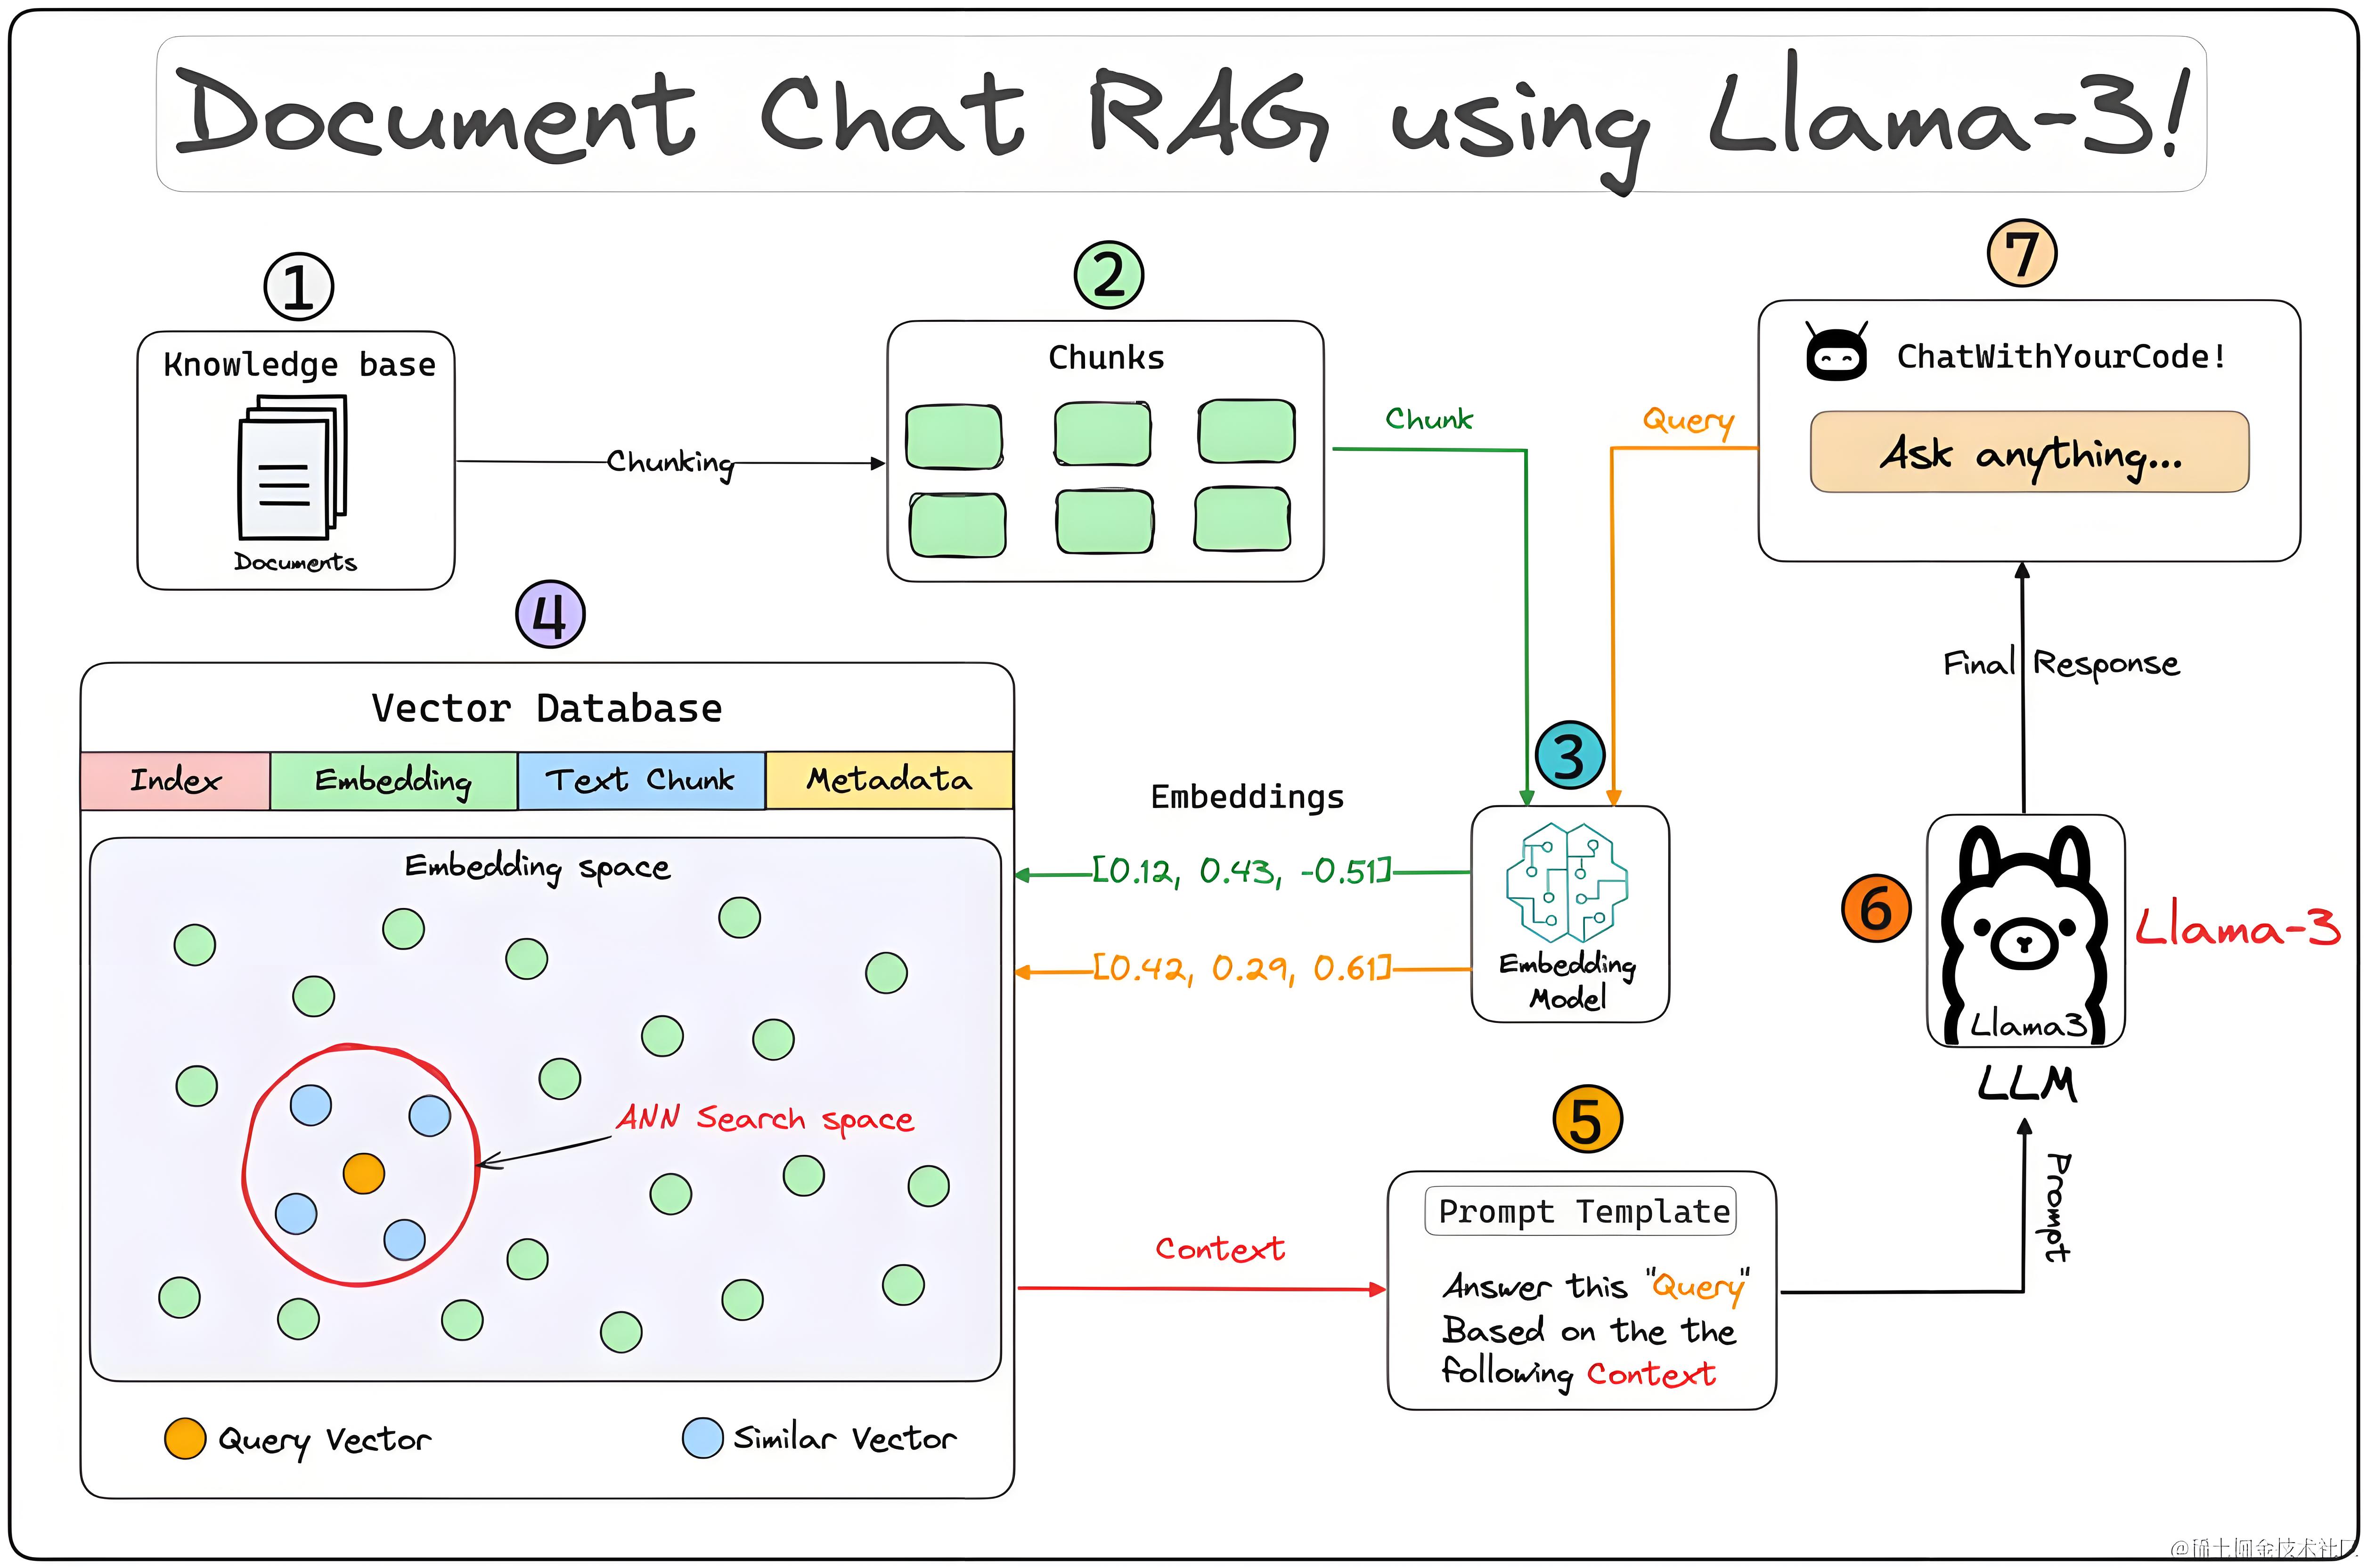 Document Chat RAG using Llama-3!
1
Knowledge base
Documents
Chunking
2
Chunks
Chunk
Query
7
ChatWithYourCode!
Ask anything...
Final Response
3
Embedding
Model
Embeddings
[0.12, 0.43, -0.51]
[0.42, 0.29, 0.61]
4
Vector Database
Index
Embedding
Text Chunk
Metadata
Embedding space
ANN Search space
Query Vector
Similar Vector
Context
5
Prompt Template
Answer this "Query"
Based on the the
following Context
Prompt
6
Llama3
Llama-3
LLM
@稀土掘金技术社区